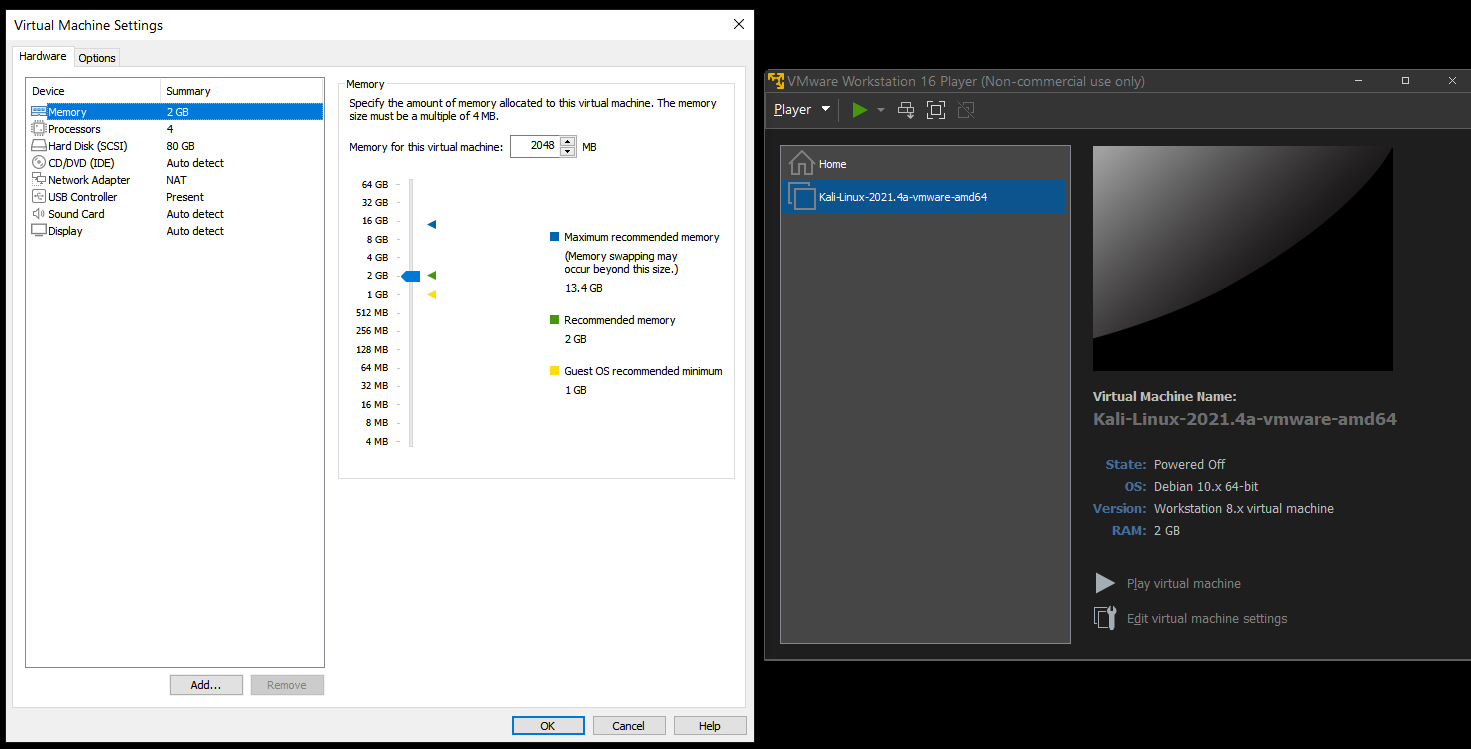 Virtual Machine Settings
Hardware
Options
Device Summary
Memory 2 GB
Processors 4
Hard Disk (SCSI) 80 GB
CD/DVD (IDE) Auto detect
Network Adapter NAT
USB Controller Present
Sound Card Auto detect
Display Auto detect
Add...
Remove
Memory
Specify the amount of memory allocated to this virtual machine. The memory
size must be a multiple of 4 MB.
Memory for this virtual machine: 2048 MB
64 GB
32 GB
16 GB
8 GB
4 GB
2 GB
1 GB
512 MB
256 MB
128 MB
64 MB
32 MB
16 MB
8 MB
4 MB
Maximum recommended memory
(Memory swapping may
occur beyond this size.)
13.4 GB
Recommended memory
2 GB
Guest OS recommended minimum
1 GB
OK
Cancel
Help
VMware Workstation 16 Player (Non-commercial use only)
Player
Home
Kali-Linux-2021.4a-vmware-amd64
Virtual Machine Name:
Kali-Linux-2021.4a-vmware-amd64
State: Powered Off
OS: Debian 10.x 64-bit
Version: Workstation 8.x virtual machine
RAM: 2 GB
Play virtual machine
Edit virtual machine settings